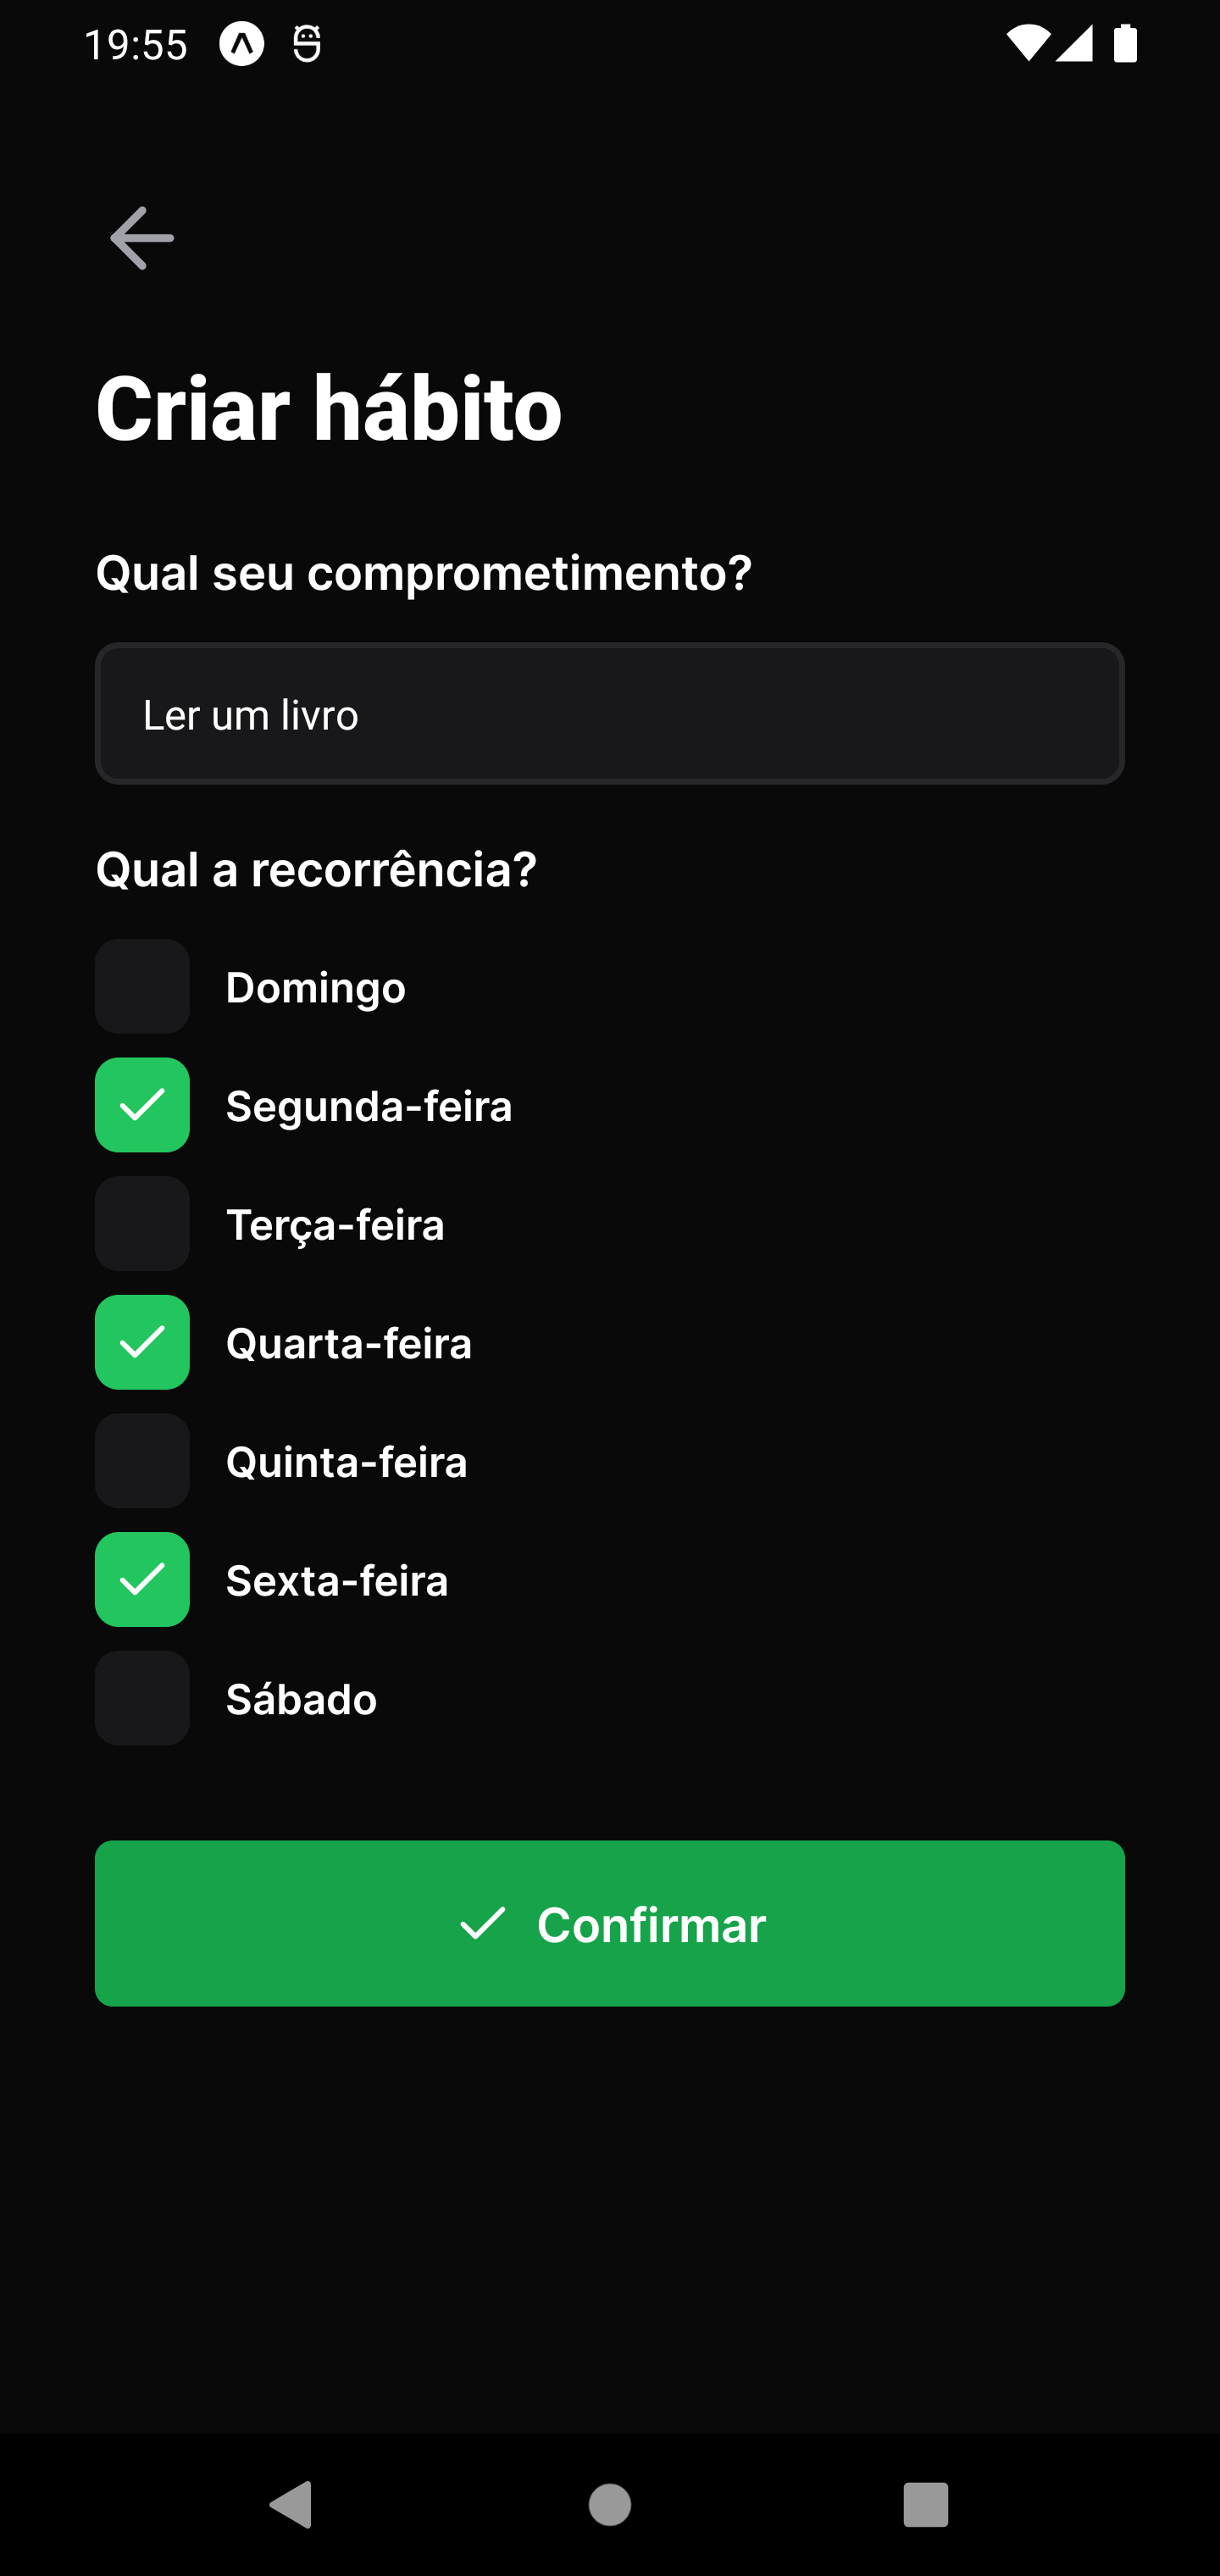 19:55
Criar hábito
Qual seu comprometimento?
Ler um livro
Qual a recorrência?
Domingo
Segunda-feira
Terça-feira
Quarta-feira
Quinta-feira
Sexta-feira
Sábado
Confirmar